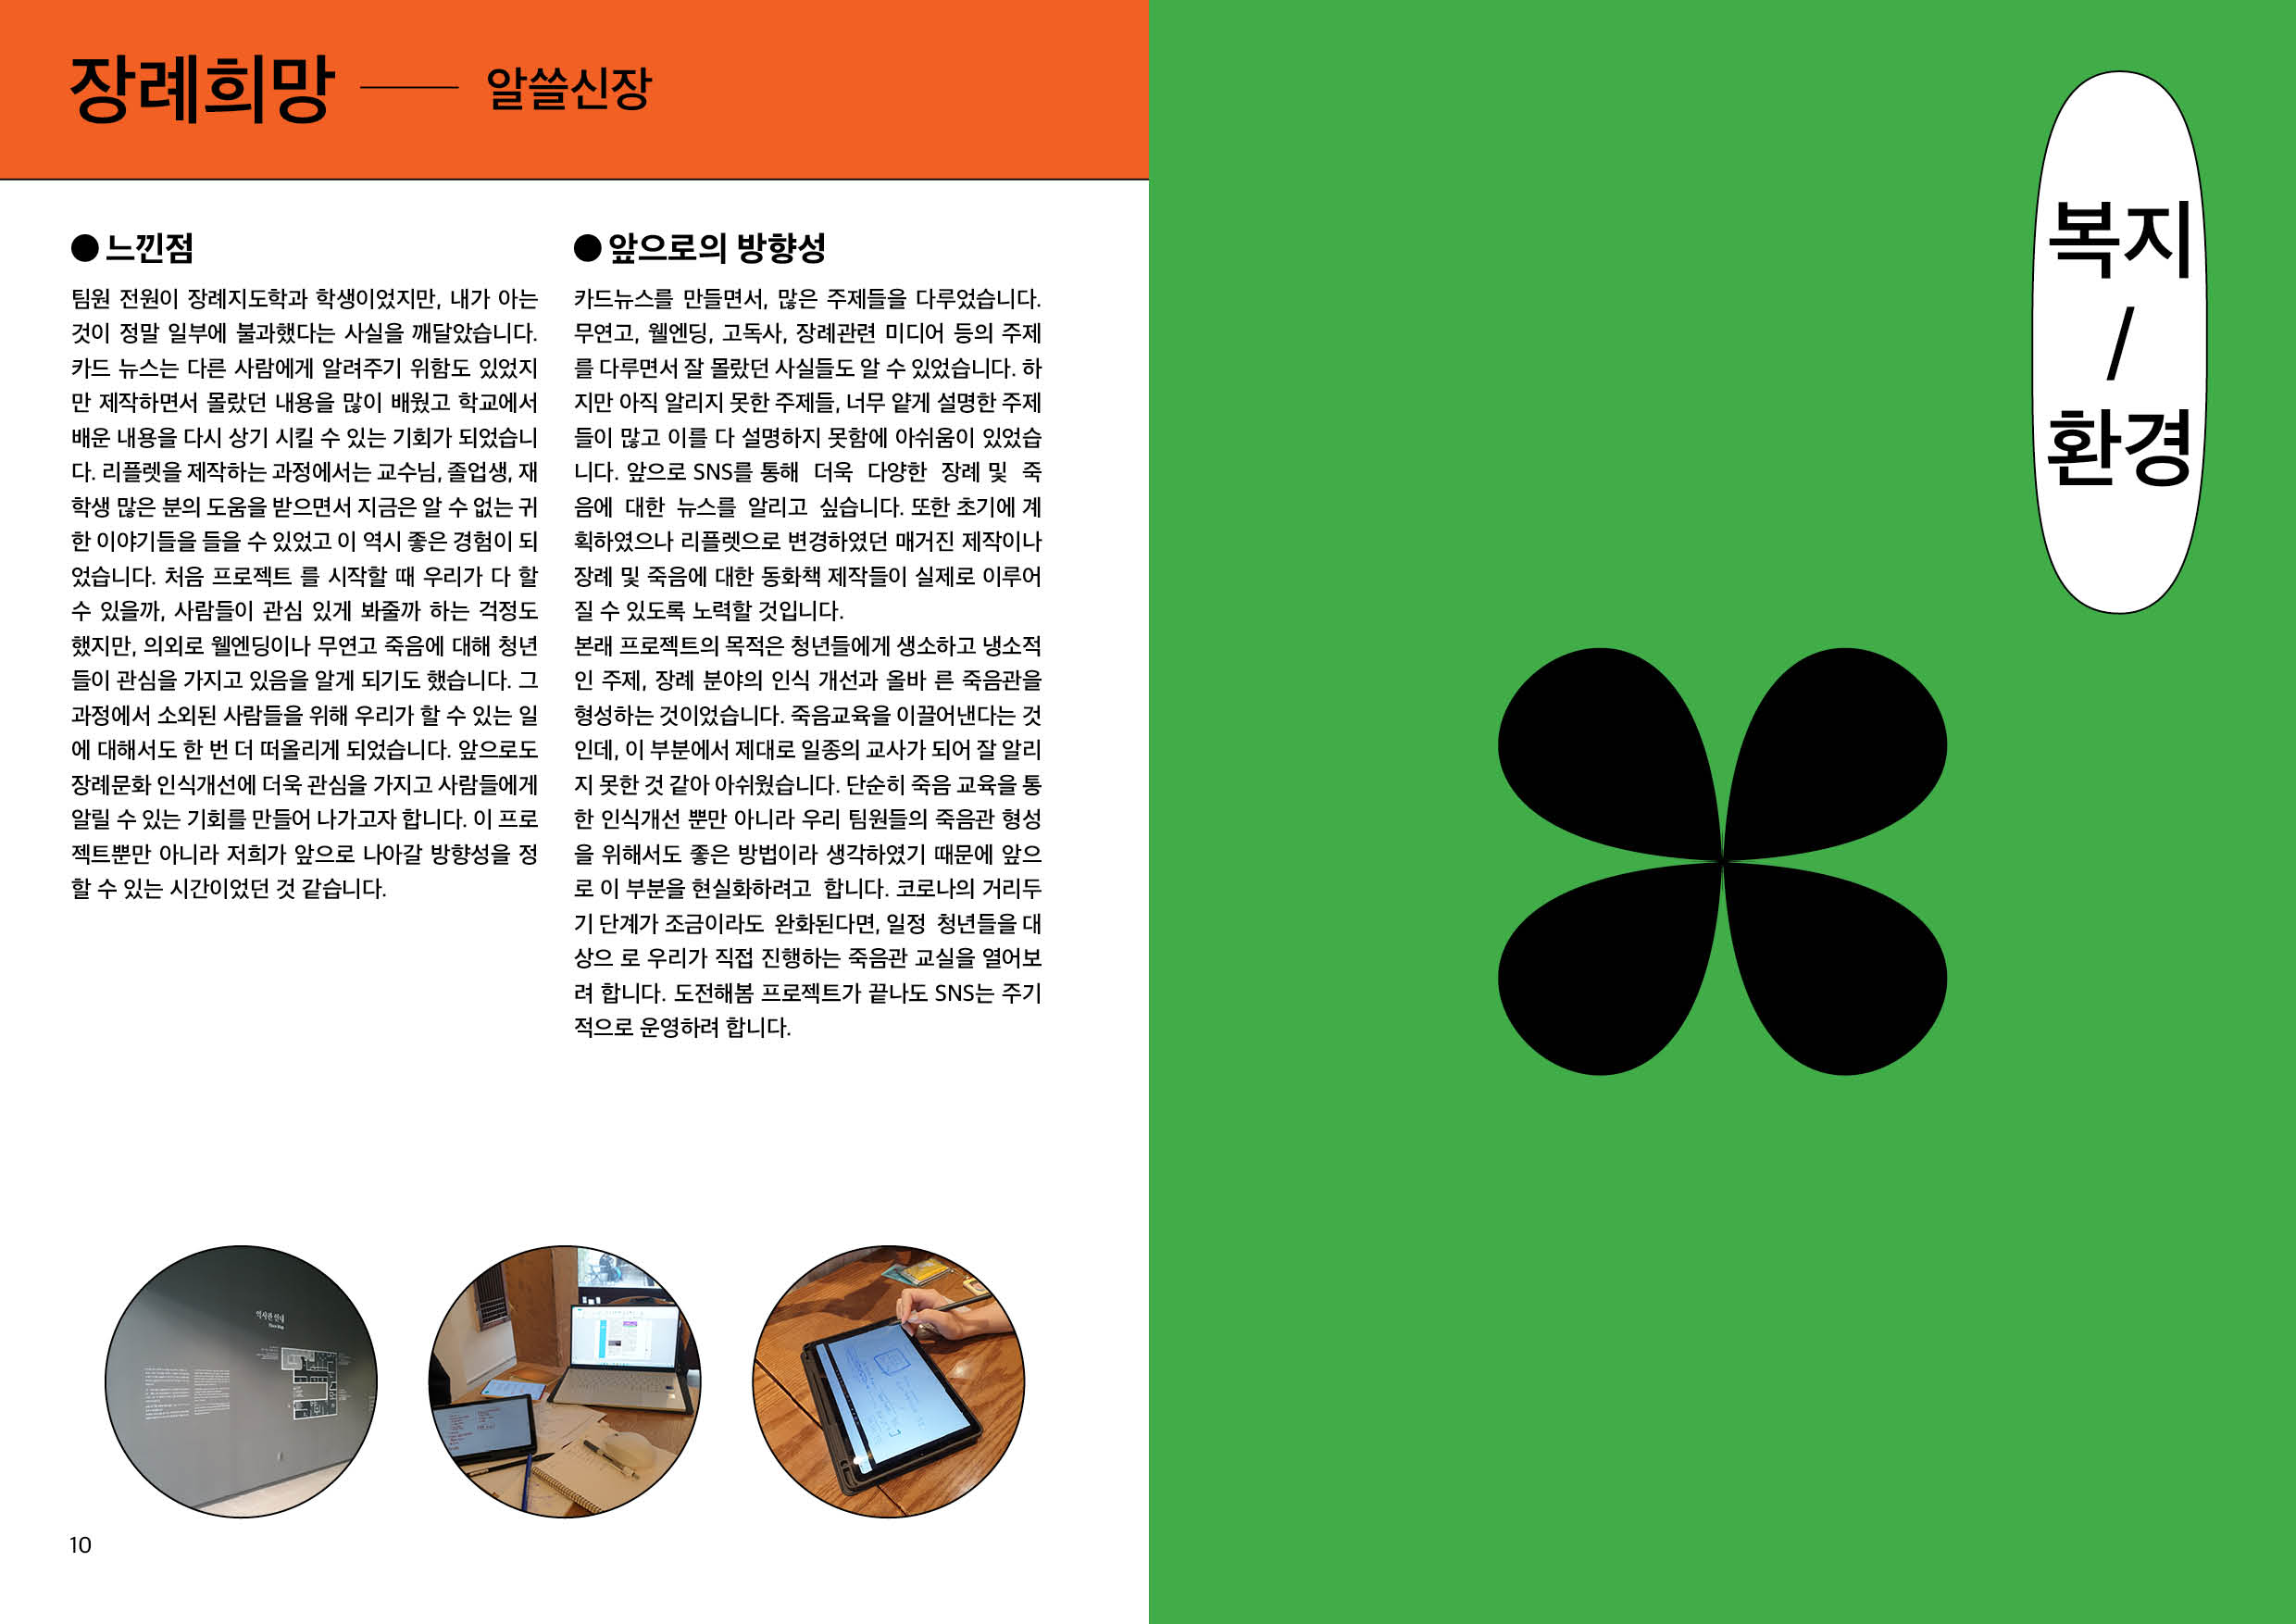 장례희망 —— 알쓸신장
● 느낀점
팀원 전원이 장례지도학과 학생이었지만, 내가 아는
것이 정말 일부에 불과했다는 사실을 깨달았습니다.
카드 뉴스는 다른 사람에게 알려주기 위함도 있었지
만 제작하면서 몰랐던 내용을 많이 배웠고 학교에서
배운 내용을 다시 상기 시킬 수 있는 기회가 되었습니
다. 리플렛을 제작하는 과정에서는 교수님, 졸업생, 재
학생 많은 분의 도움을 받으면서 지금은 알 수 없는 귀
한 이야기들을 들을 수 있었고 이 역시 좋은 경험이 되
었습니다. 처음 프로젝트 를 시작할 때 우리가 다 할
수 있을까, 사람들이 관심 있게 봐줄까 하는 걱정도
했지만, 의외로 웰엔딩이나 무연고 죽음에 대해 청년
들이 관심을 가지고 있음을 알게 되기도 했습니다. 그
과정에서 소외된 사람들을 위해 우리가 할 수 있는 일
에 대해서도 한 번 더 떠올리게 되었습니다. 앞으로도
장례문화 인식개선에 더욱 관심을 가지고 사람들에게
알릴 수 있는 기회를 만들어 나가고자 합니다. 이 프로
젝트뿐만 아니라 저희가 앞으로 나아갈 방향성을 정
할 수 있는 시간이었던 것 같습니다.
● 앞으로의 방향성
카드뉴스를 만들면서, 많은 주제들을 다루었습니다.
무연고, 웰엔딩, 고독사, 장례관련 미디어 등의 주제
를 다루면서 잘 몰랐던 사실들도 알 수 있었습니다. 하
지만 아직 알리지 못한 주제들, 너무 얕게 설명한 주제
들이 많고 이를 다 설명하지 못함에 아쉬움이 있었습
니다. 앞으로 SNS를 통해 더욱 다양한 장례 및 죽
음에 대한 뉴스를 알리고 싶습니다. 또한 초기에 계
획하였으나 리플렛으로 변경하였던 매거진 제작이나
장례 및 죽음에 대한 동화책 제작들이 실제로 이루어
질 수 있도록 노력할 것입니다.
본래 프로젝트의 목적은 청년들에게 생소하고 냉소적
인 주제, 장례 분야의 인식 개선과 올바 른 죽음관을
형성하는 것이었습니다. 죽음교육을 이끌어낸다는 것
인데, 이 부분에서 제대로 일종의 교사가 되어 잘 알리
지 못한 것 같아 아쉬웠습니다. 단순히 죽음 교육을 통
한 인식개선 뿐만 아니라 우리 팀원들의 죽음관 형성
을 위해서도 좋은 방법이라 생각하였기 때문에 앞으
로 이 부분을 현실화하려고 합니다. 코로나의 거리두
기 단계가 조금이라도 완화된다면, 일정 청년들을 대
상으 로 우리가 직접 진행하는 죽음관 교실을 열어보
려 합니다. 도전해봄 프로젝트가 끝나도 SNS는 주기
적으로 운영하려 합니다.
10
복지
/
환경